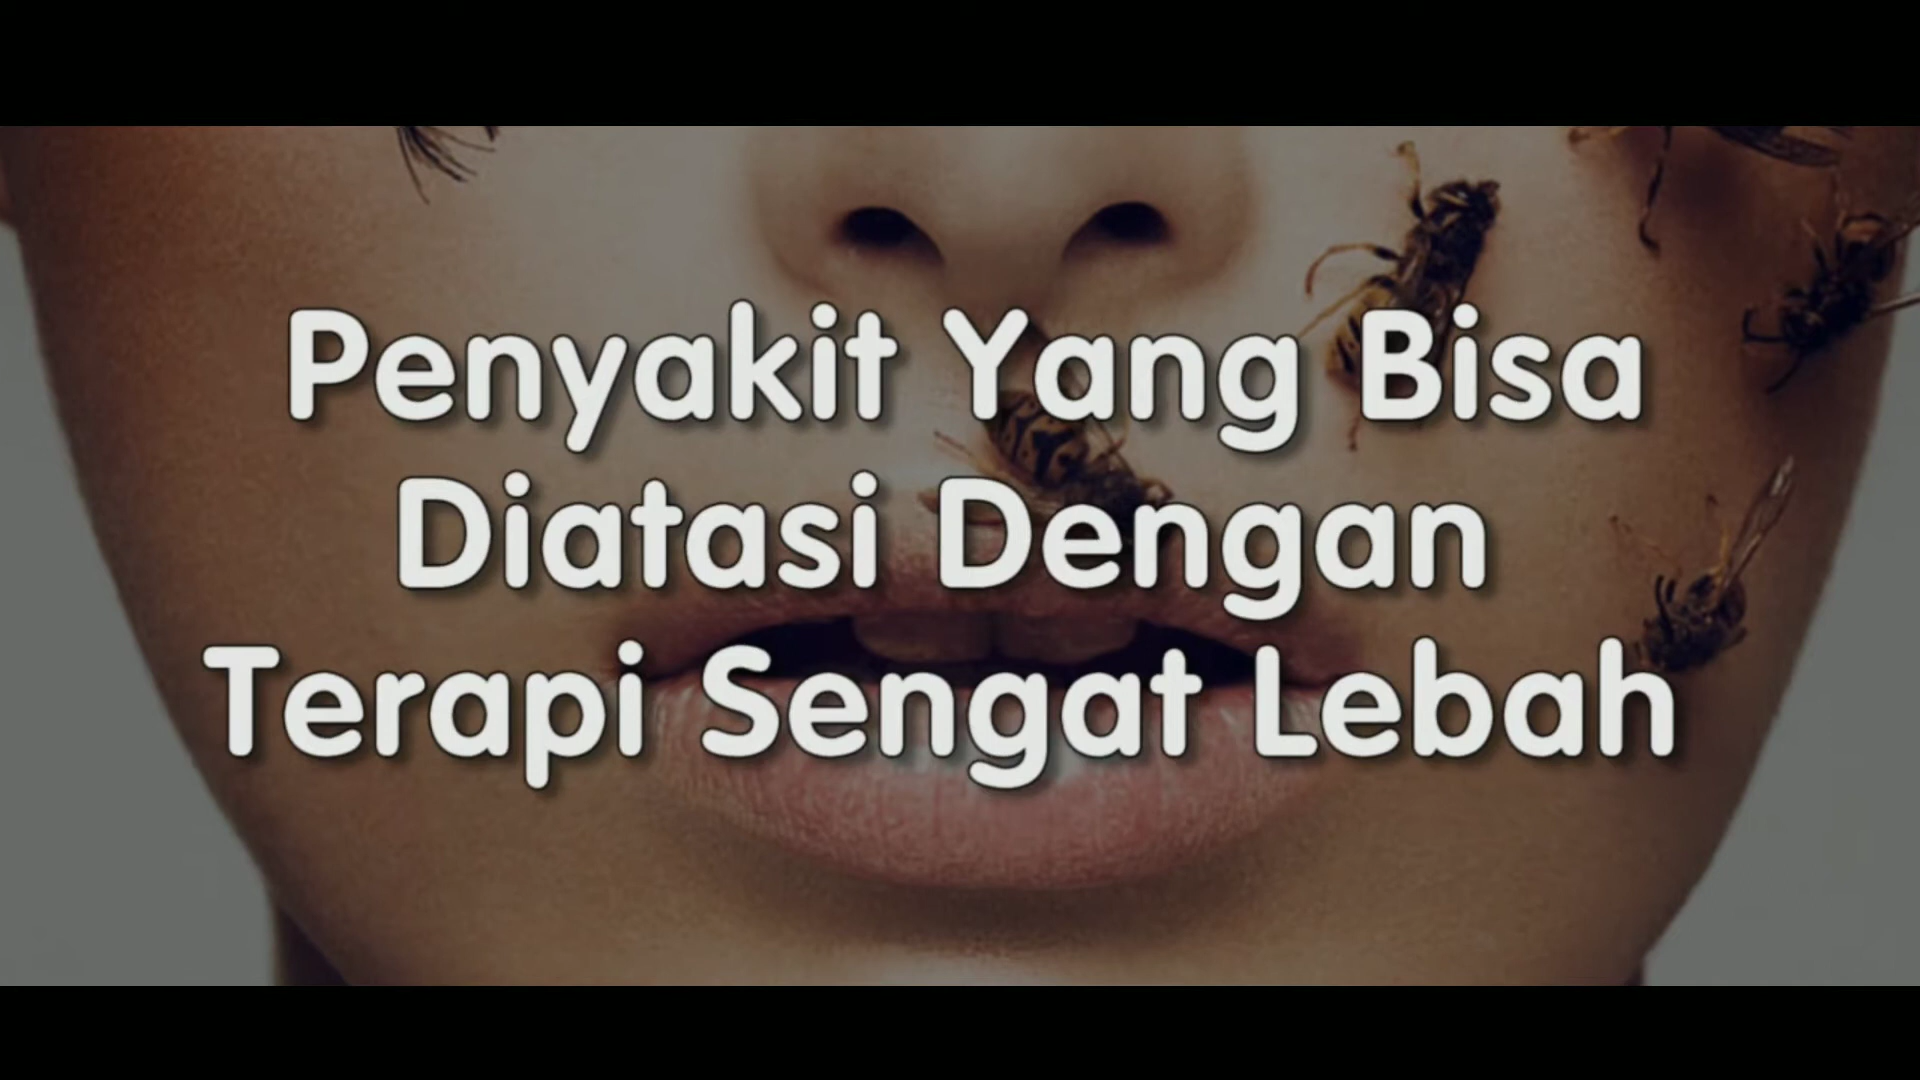 Penyakit Yang Bisa
Diatasi Dengan
Terapi Sengat Lebah